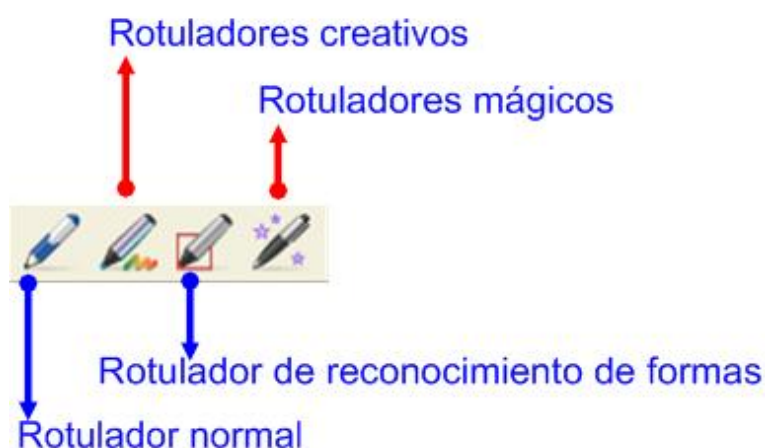 Rotuladores creativos
Rotuladores mágicos
Rotulador de reconocimiento de formas
Rotulador normal